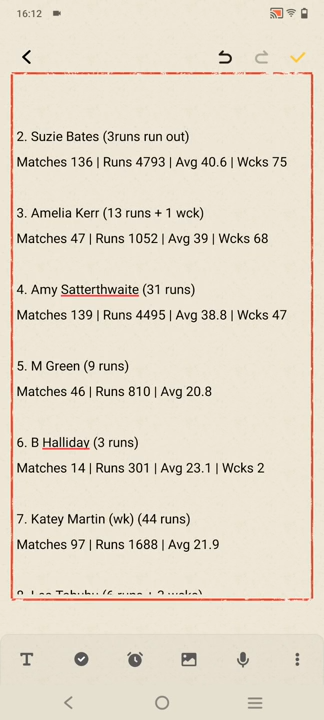 16:12
2. Suzie Bates (3runs run out)
Matches 136 | Runs 4793 | Avg 40.6 | Wcks 75
3. Amelia Kerr (13 runs + 1 wck)
Matches 47 | Runs 1052 | Avg 39 | Wcks 68
4. Amy Satterthwaite (31 runs)
Matches 139 | Runs 4495 | Avg 38.8 | Wcks 47
5. M Green (9 runs)
Matches 46 | Runs 810 | Avg 20.8
6. B Halliday (3 runs)
Matches 14 | Runs 301 | Avg 23.1 | Wcks 2
7. Katey Martin (wk) (44 runs)
Matches 97 | Runs 1688 | Avg 21.9
T